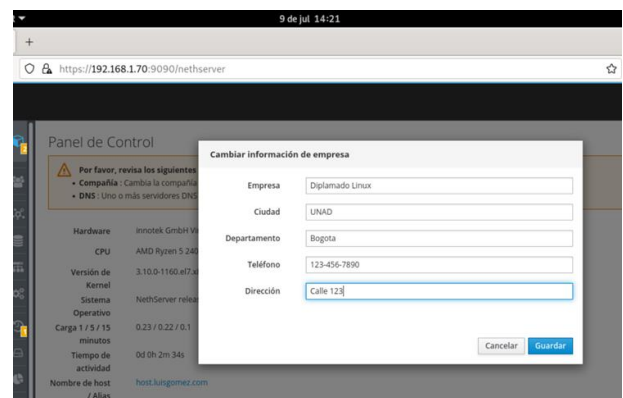 9 de jul 14:21
+
https://192.168.1.70:9090/nethserver
Panel de Control
Por favor, revisa los siguientes
• Compañía : Cambia la compañía
• DNS : Uno o más servidores DNS
Cambiar información de empresa
Empresa Diplamado Linux
Ciudad UNAD
Departamento Bogota
Teléfono 123-456-7890
Dirección Calle 123
Cancelar Guardar
Hardware innotek GmbH
CPU AMD Ryzen 5 240
Versión de Kernel 3.10.0-1160.el7
Sistema Operativo NethServer
Carga 1 / 5 / 15 minutos 0.23 / 0.22 / 0.1
Tiempo de actividad 0d 0h 2m 34s
Nombre de host / Alias host.luisgomez.com